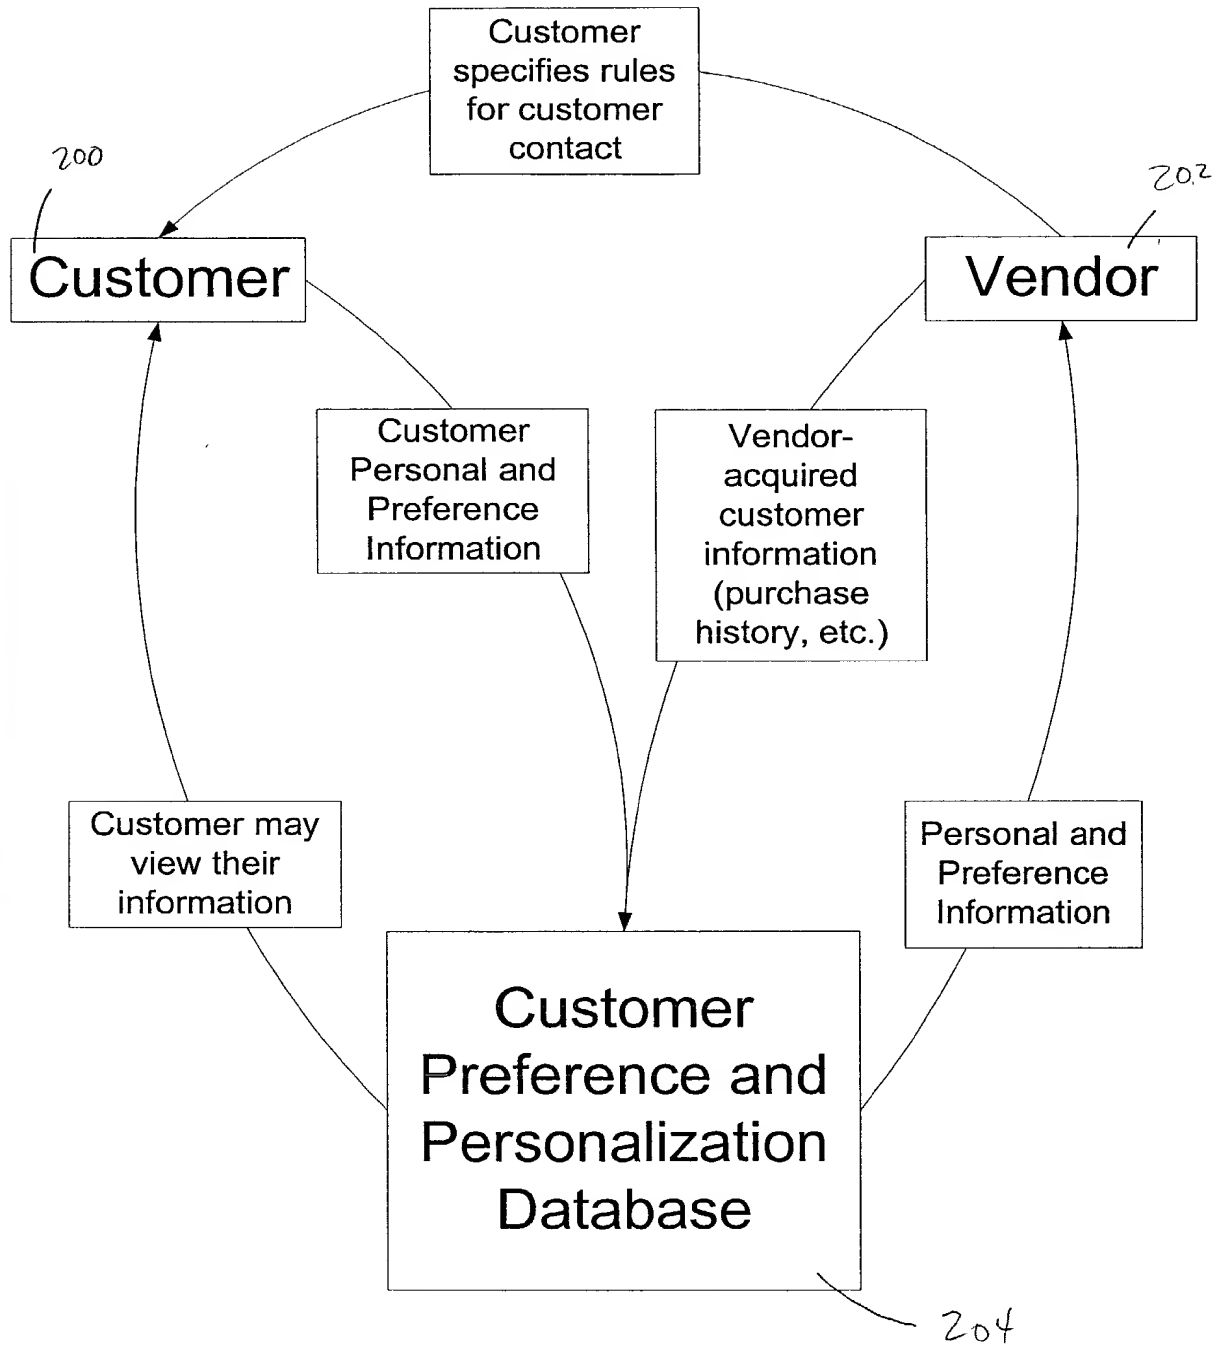 Customer
specifies rules
for customer
contact
200
202
Customer
Vendor
Customer
Personal and
Preference
Information
Vendor-
acquired
customer
information
(purchase
history, etc.)
Customer may
view their
information
Personal and
Preference
Information
Customer
Preference and
Personalization
Database
204